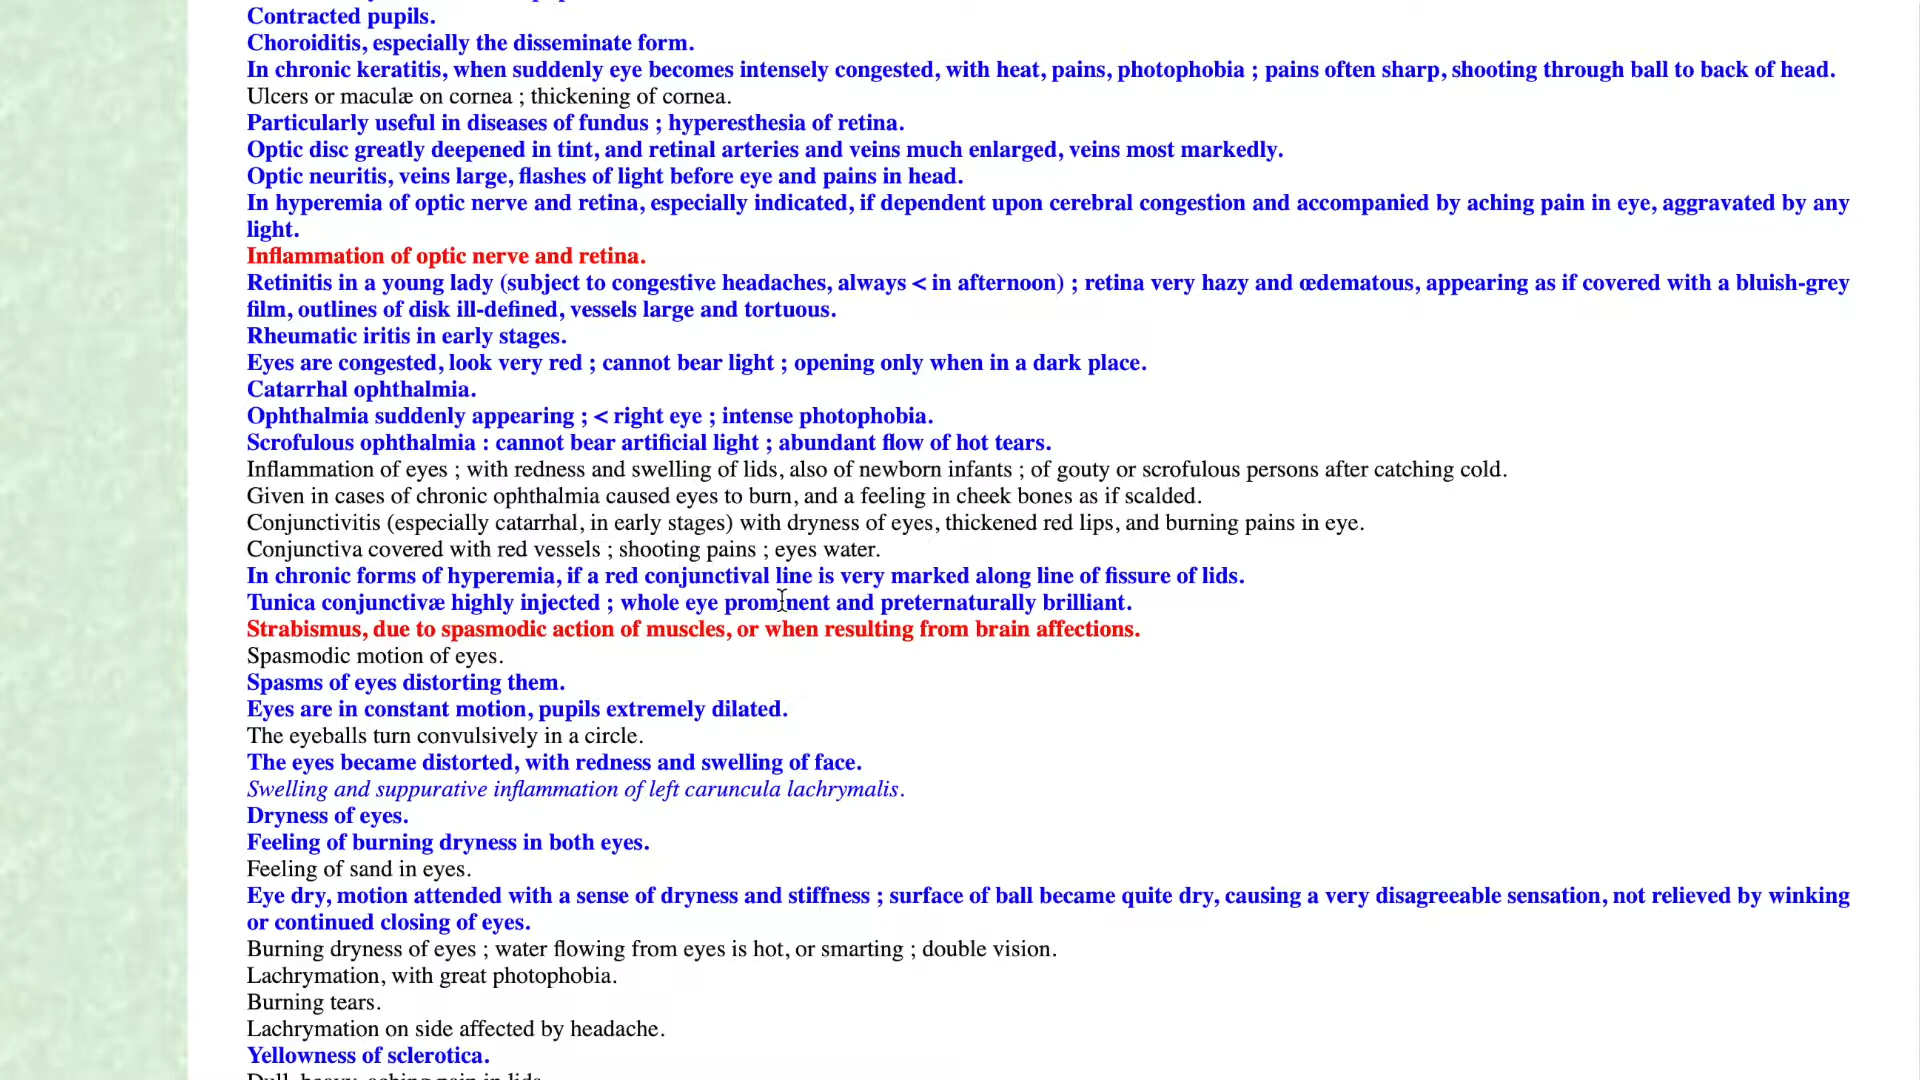 Contracted pupils.
Choroiditis, especially the disseminate form.
In chronic keratitis, when suddenly eye becomes intensely congested, with heat, pains, photophobia ; pains often sharp, shooting through ball to back of head.
Ulcers or maculæ on cornea ; thickening of cornea.
Particularly useful in diseases of fundus ; hyperesthesia of retina.
Optic disc greatly deepened in tint, and retinal arteries and veins much enlarged, veins most markedly.
Optic neuritis, veins large, flashes of light before eye and pains in head.
In hyperemia of optic nerve and retina, especially indicated, if dependent upon cerebral congestion and accompanied by aching pain in eye, aggravated by any
light.
Inflammation of optic nerve and retina.
Retinitis in a young lady (subject to congestive headaches, always < in afternoon) ; retina very hazy and œdematous, appearing as if covered with a bluish-grey
film, outlines of disk ill-defined, vessels large and tortuous.
Rheumatic iritis in early stages.
Eyes are congested, look very red ; cannot bear light ; opening only when in a dark place.
Catarrhal ophthalmia.
Ophthalmia suddenly appearing ; < right eye ; intense photophobia.
Scrofulous ophthalmia : cannot bear artificial light ; abundant flow of hot tears.
Inflammation of eyes ; with redness and swelling of lids, also of newborn infants ; of gouty or scrofulous persons after catching cold.
Given in cases of chronic ophthalmia caused eyes to burn, and a feeling in cheek bones as if scalded.
Conjunctivitis (especially catarrhal, in early stages) with dryness of eyes, thickened red lips, and burning pains in eye.
Conjunctiva covered with red vessels ; shooting pains ; eyes water.
In chronic forms of hyperemia, if a red conjunctival line is very marked along line of fissure of lids.
Tunica conjunctivæ highly injected ; whole eye prominent and preternaturally brilliant.
Strabismus, due to spasmodic action of muscles, or when resulting from brain affections.
Spasmodic motion of eyes.
Spasms of eyes distorting them.
Eyes are in constant motion, pupils extremely dilated.
The eyeballs turn convulsively in a circle.
The eyes became distorted, with redness and swelling of face.
Swelling and suppurative inflammation of left caruncula lachrymalis.
Dryness of eyes.
Feeling of burning dryness in both eyes.
Feeling of sand in eyes.
Eye dry, motion attended with a sense of dryness and stiffness ; surface of ball became quite dry, causing a very disagreeable sensation, not relieved by winking
or continued closing of eyes.
Burning dryness of eyes ; water flowing from eyes is hot, or smarting ; double vision.
Lachrymation, with great photophobia.
Burning tears.
Lachrymation on side affected by headache.
Yellowness of sclerotica.
Dull, heavy, aching pain in lids.